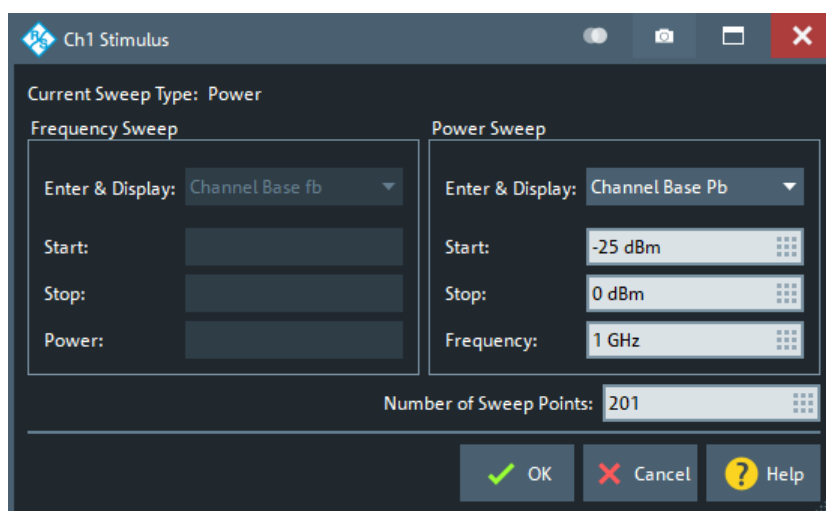 R&S Ch1 Stimulus
Current Sweep Type: Power
Frequency Sweep
Enter & Display: Channel Base fb
Start:
Stop:
Power:
Power Sweep
Enter & Display: Channel Base Pb
Start: -25 dBm
Stop: 0 dBm
Frequency: 1 GHz
Number of Sweep Points: 201
OK
Cancel
? Help